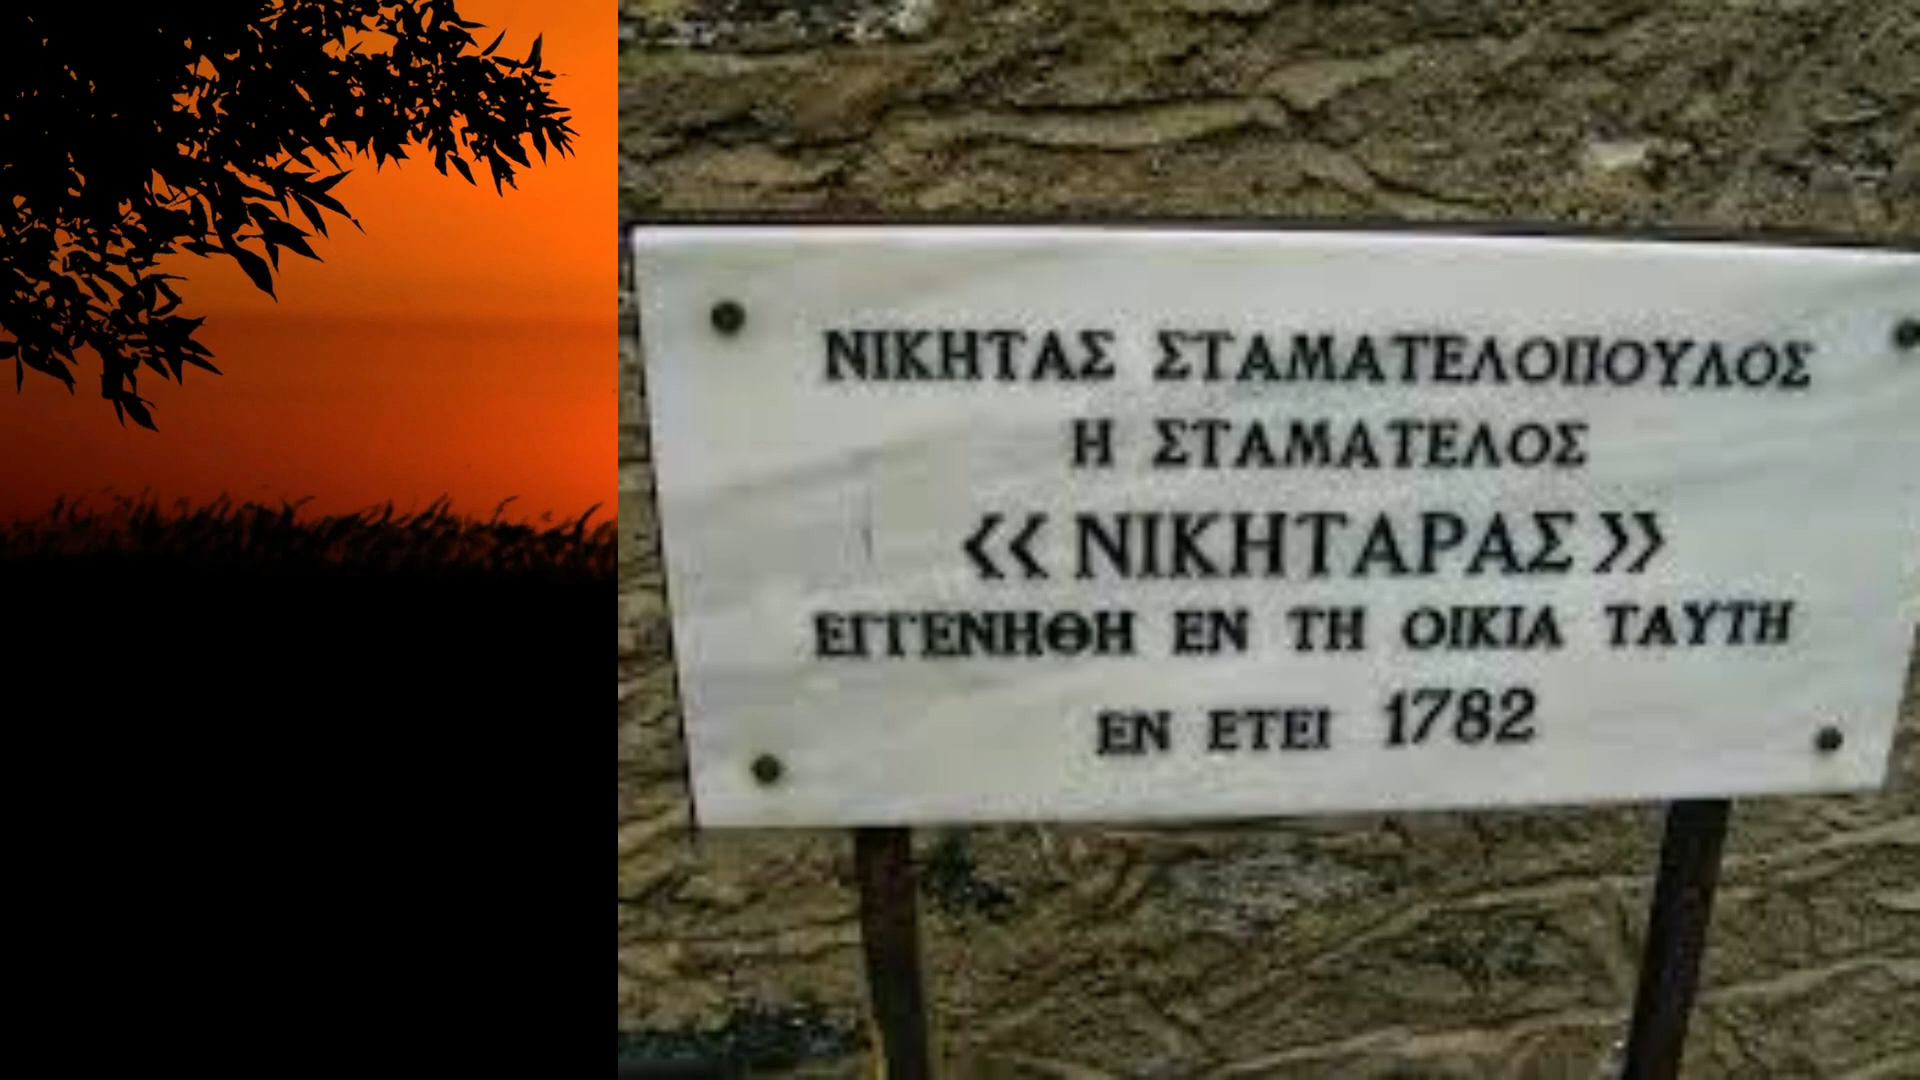 ΝΙΚΗΤΑΣ ΣΤΑΜΑΤΕΛΟΠΟΥΛΟΣ
Η ΣΤΑΜΑΤΕΛΟΣ
<< ΝΙΚΗΤΑΡΑΣ >>
ΕΓΓΕΝΗΘΗ ΕΝ ΤΗ ΟΙΚΙΑ ΤΑΥΤΗ
ΕΝ ΕΤΕΙ 1782